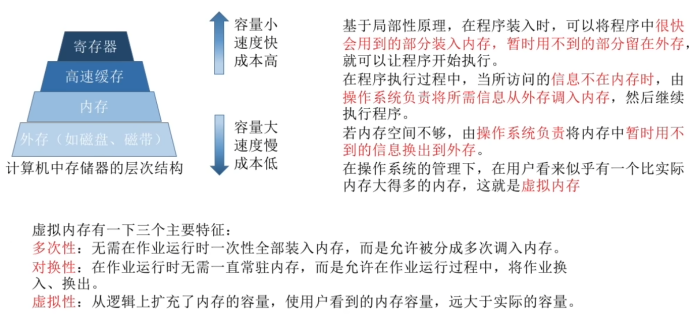 寄存器
高速缓存
内存
外存（如磁盘、磁带）
计算机中存储器的层次结构
容量小
速度快
成本高
容量大
速度慢
成本低
基于局部性原理，在程序装入时，可以将程序中很快
会用到的部分装入内存，暂时用不到的部分留在外存，
就可以让程序开始执行。
在程序执行过程中，当所访问的信息不在内存时，由
操作系统负责将所需信息从外存调入内存，然后继续
执行程序。
若内存空间不够，由操作系统负责将内存中暂时用不
到的信息换出到外存。
在操作系统的管理下，在用户看来似乎有一个比实际
内存大得多的内存，这就是虚拟内存
虚拟内存有一下三个主要特征：
多次性：无需在作业运行时一次性全部装入内存，而是允许被分成多次调入内存。
对换性：在作业运行时无需一直常驻内存，而是允许在作业运行过程中，将作业换
入、换出。
虚拟性：从逻辑上扩充了内存的容量，使用户看到的内存容量，远大于实际的容量。